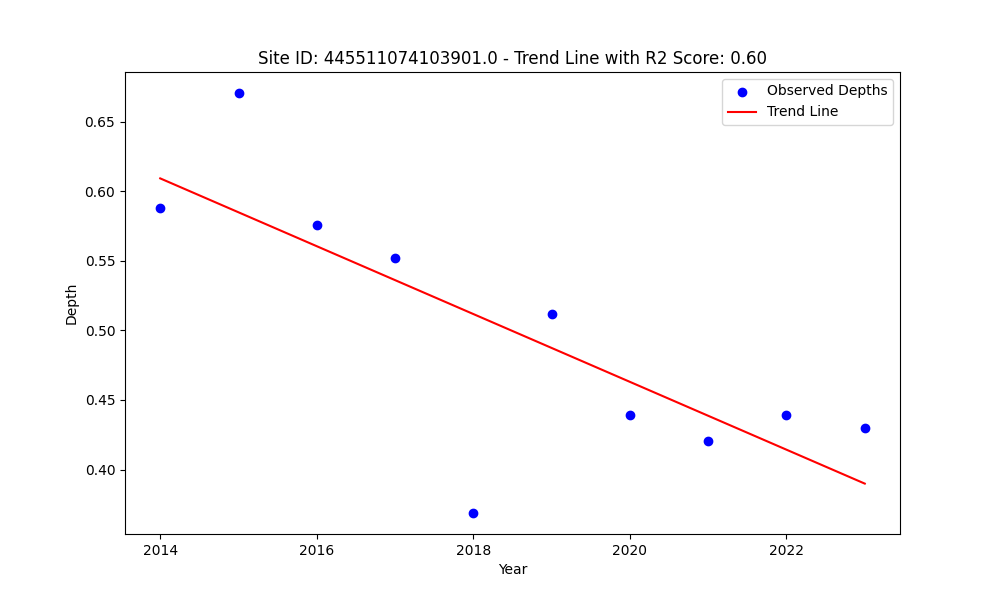 Site ID: 445511074103901.0 - Trend Line with R2 Score: 0.60
Observed Depths
Trend Line
0.65
0.60
0.55
0.50
0.45
0.40
Depth
2014
2016
2018
2020
2022
Year